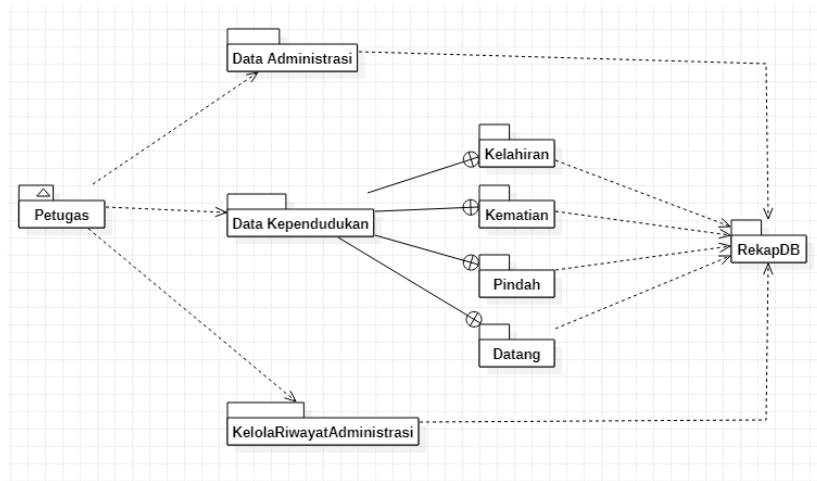 Data Administrasi
Kelahiran
Petugas
Data Kependudukan
Kematian
RekapDB
Pindah
Datang
KelolaRiwayatAdministrasi